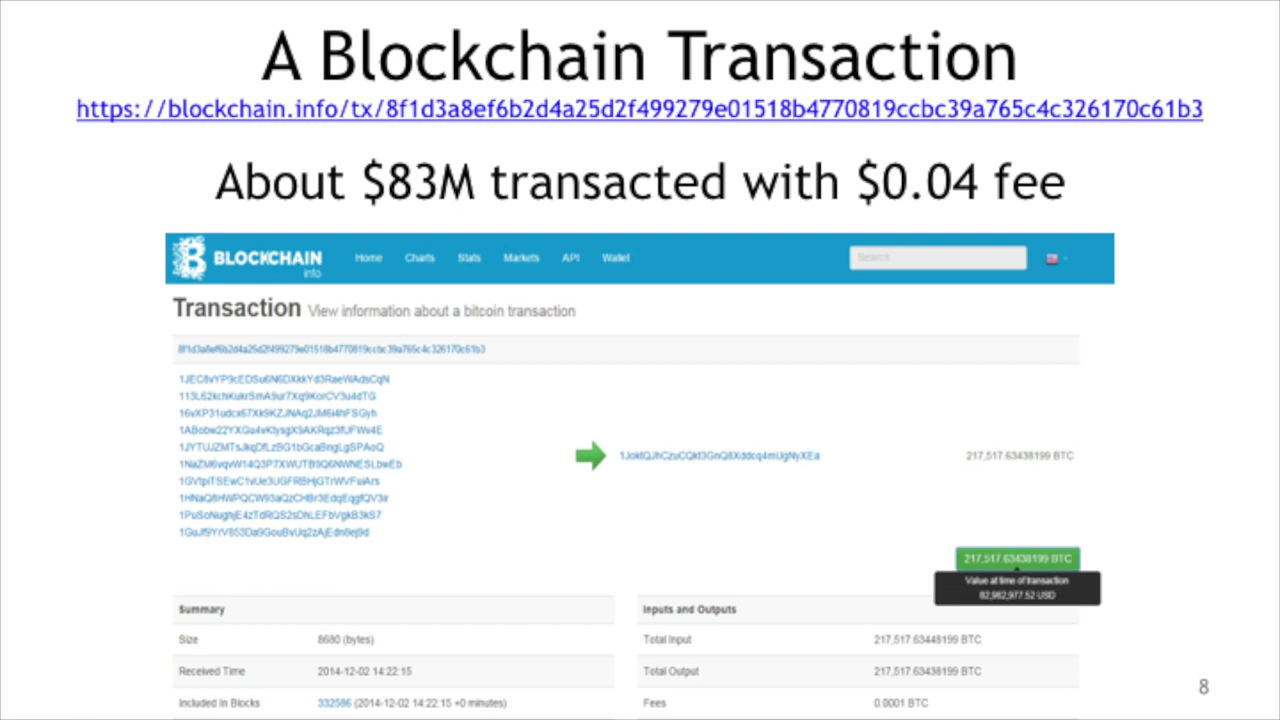 A Blockchain Transaction
https://blockchain.info/tx/8f1d3a8ef6b2d4a25d2f499279e01518b4770819ccbc39a765c4c326170c61b3
About $83M transacted with $0.04 fee
BLOCKCHAIN info Home Charts Stats Markets API Wallet Search
Transaction View information about a bitcoin transaction
8f1d3a8ef6b2d4a25d2f499279e01518b4770819ccbc39a765c4c326170c61b3
217,517.63438199 BTC
217,517.63438199 BTC
Value at time of transaction
82,982,977.52 USD
Summary
Size 8680 (bytes)
Received Time 2014-12-02 14:22:15
Included In Blocks 332586 (2014-12-02 14:22:15 +0 minutes)
Inputs and Outputs
Total Input 217,517.63448199 BTC
Total Output 217,517.63438199 BTC
Fees 0.0001 BTC
8